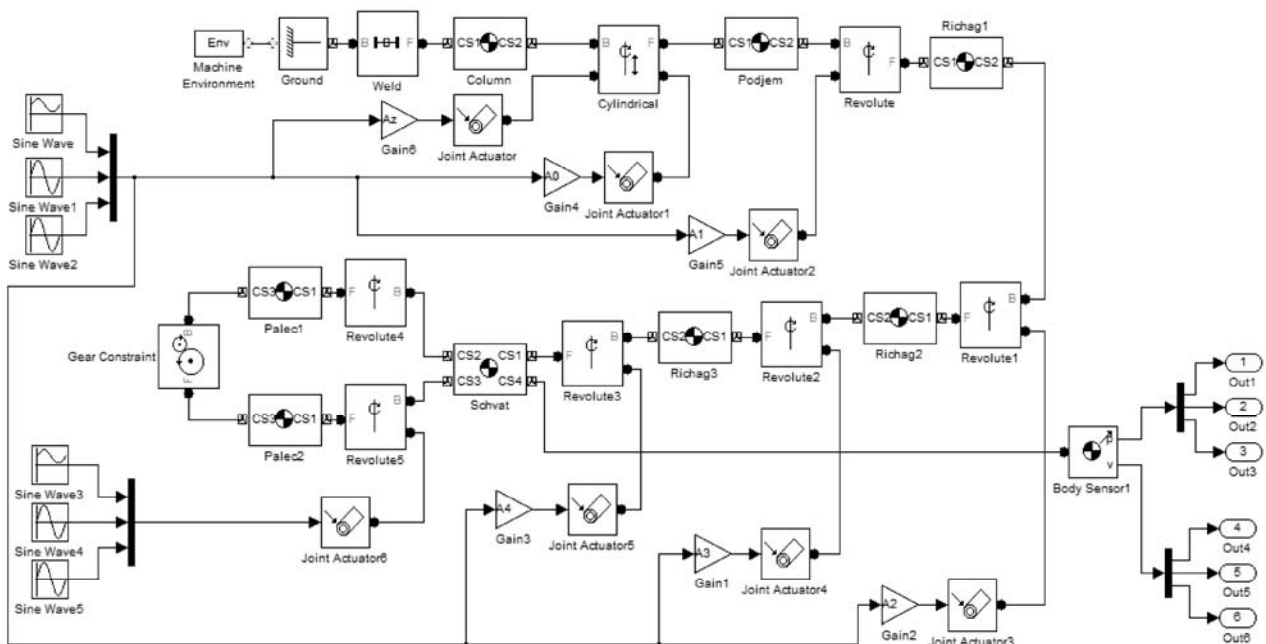 Richag1
Env
B F
CS1 CS2
B F
CS1 CS2
B
F
CS1 CS2
Machine
Environment
Ground
Weld
Column
Cylindrical
Podjem
Revolute
Sine Wave
Az
Gain6
Joint Actuator
Sine Wave1
A0
Gain4
Joint Actuator1
Sine Wave2
A1
Gain5
Joint Actuator2
CS3 CS1
F B
Palec1
Revolute4
Gear Constraint
B
F
CS2 CS1
CS3 CS4
Schvat
F B
Revolute3
CS2 CS1
Richag3
F B
Revolute2
CS2 CS1
Richag2
F B
Revolute1
CS3 CS1
F B
Palec2
Revolute5
1
Out1
2
Out2
3
Out3
p
v
Body Sensor1
Sine Wave3
Sine Wave4
Sine Wave5
Joint Actuator6
A4
Gain3
Joint Actuator5
A3
Gain1
Joint Actuator4
A2
Gain2
Joint Actuator3
4
Out4
5
Out5
6
Out6